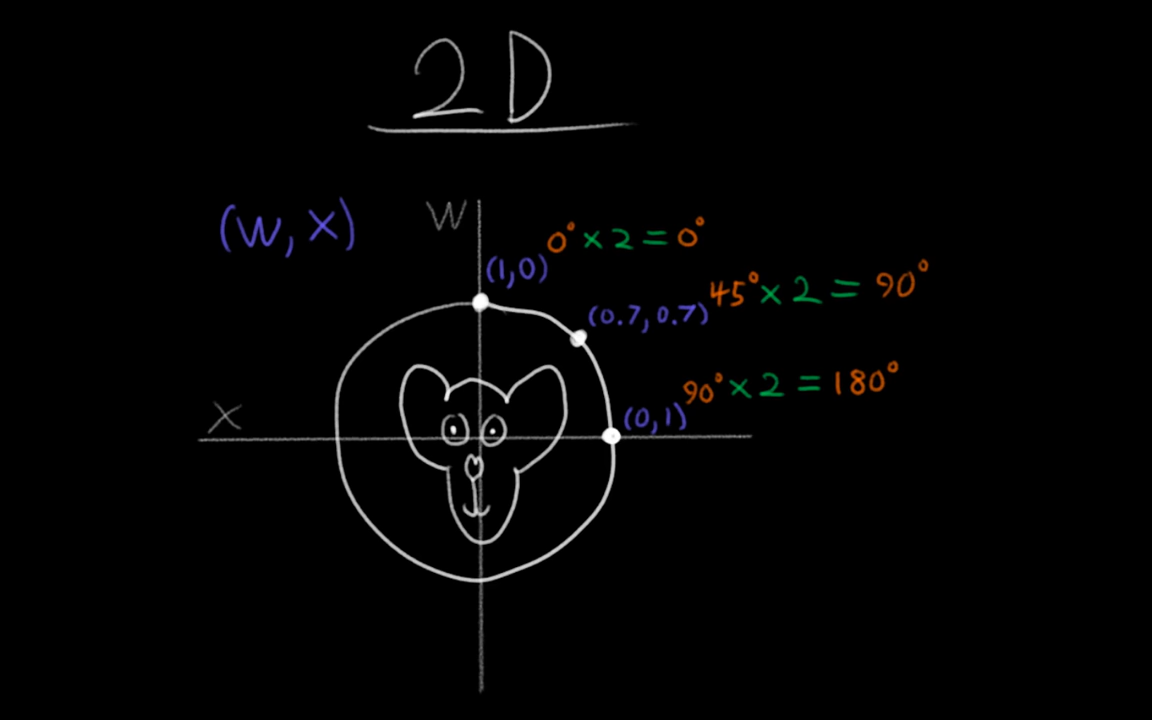 2D
(W, X)
W
0° × 2 = 0°
(1,0)
45° × 2 = 90°
(0.7, 0.7)
90° × 2 = 180°
(0,1)
X